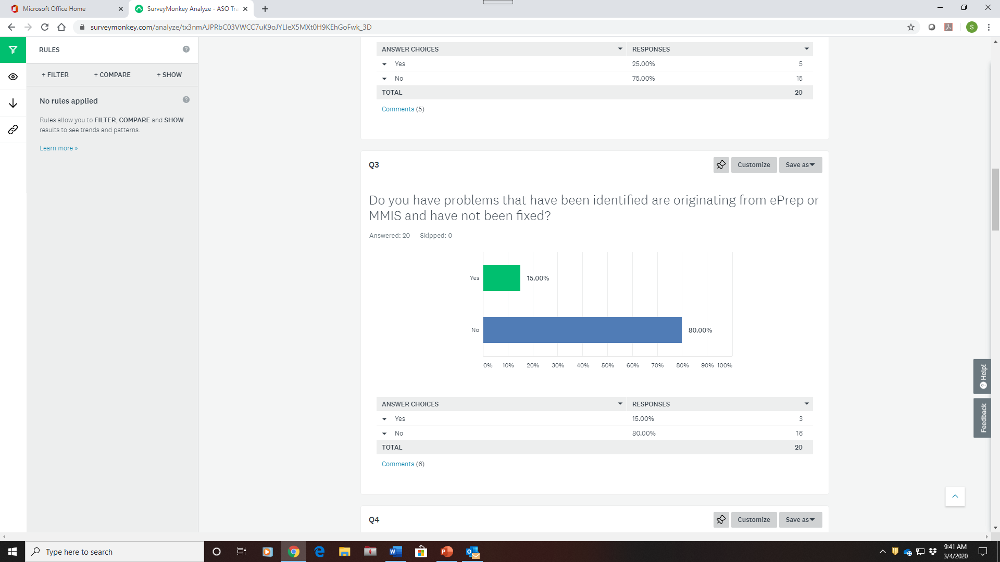 Microsoft Office Home
SurveyMonkey Analyze - ASO Tra
surveymonkey.com/analyze/tx3nmAJPRbC03VWCC7uK9oJYLIeX5MXt0H9KEhGoFwk_3D
S
RULES
+ FILTER + COMPARE + SHOW
No rules applied
Rules allow you to FILTER, COMPARE and SHOW
results to see trends and patterns.
Learn more »
ANSWER CHOICES RESPONSES
Yes 25.00% 5
No 75.00% 15
TOTAL 20
Comments (5)
Q3
Customize Save as
Do you have problems that have been identified are originating from ePrep or
MMIS and have not been fixed?
Answered: 20 Skipped: 0
Yes 15.00%
No 80.00%
0% 10% 20% 30% 40% 50% 60% 70% 80% 90% 100%
ANSWER CHOICES RESPONSES
Yes 15.00% 3
No 80.00% 16
TOTAL 20
Comments (6)
Help!
Feedback
Q4
Customize Save as
Type here to search
9:41 AM
3/4/2020